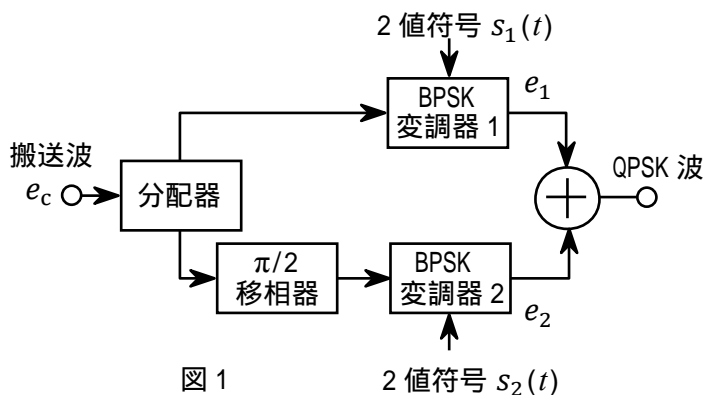 2 値符号 s₁(t)
BPSK
変調器 1
e₁
搬送波
e_c
分配器
QPSK 波
π/2
移相器
BPSK
変調器 2
e₂
図 1
2 値符号 s₂(t)